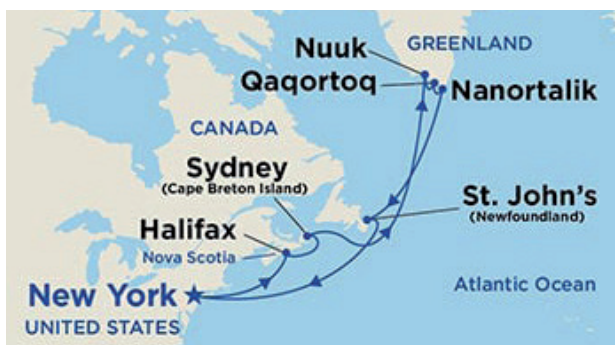 Nuuk
GREENLAND
Qaqortoq
Nanortalik
CANADA
Sydney
(Cape Breton Island)
St. John's
(Newfoundland)
Halifax
Nova Scotia
Atlantic Ocean
New York
UNITED STATES